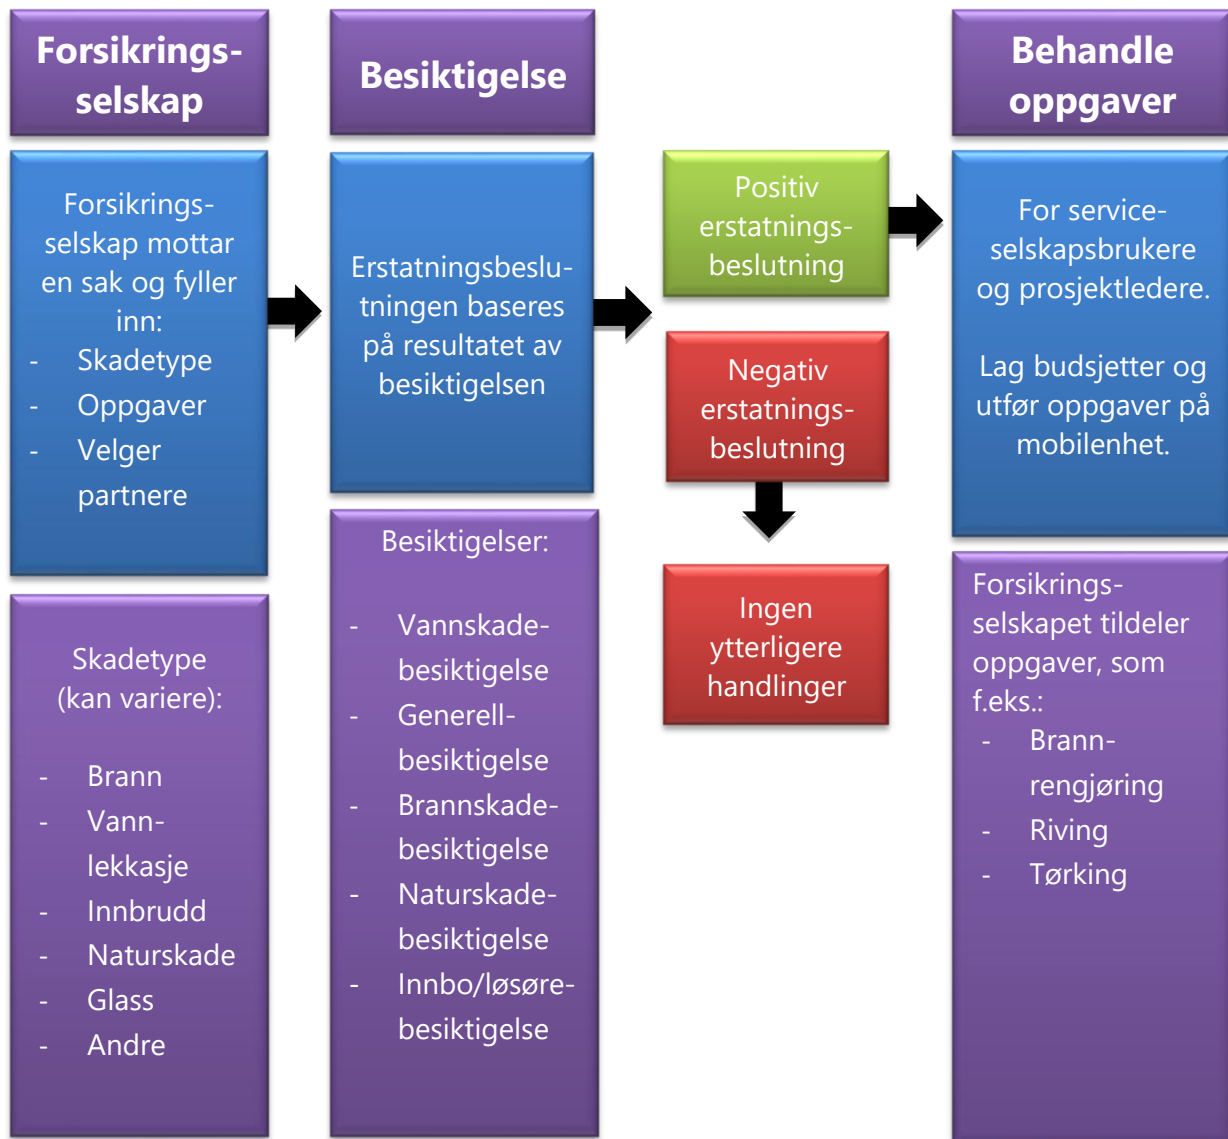 Forsikrings-
selskap
Forsikrings-
selskap mottar
en sak og fyller
inn:
- Skadetype
- Oppgaver
- Velger
partnere
Skadetype
(kan variere):
- Brann
- Vann-
lekkasje
- Innbrudd
- Naturskade
- Glass
- Andre
Besiktigelse
Erstatningsbeslu-
tningen baseres
på resultatet av
besiktigelsen
Besiktigelser:
- Vannskade-
besiktigelse
- Generell-
besiktigelse
- Brannskade-
besiktigelse
- Naturskade-
besiktigelse
- Innbo/løsøre-
besiktigelse
Positiv
erstatnings-
beslutning
Negativ
erstatnings-
beslutning
Ingen
ytterligere
handlinger
Behandle
oppgaver
For service-
selskapsbrukere
og prosjektledere.
Lag budsjetter og
utfør oppgaver på
mobilenhet.
Forsikrings-
selskapet tildeler
oppgaver, som
f.eks.:
- Brann-
rengjøring
- Riving
- Tørking